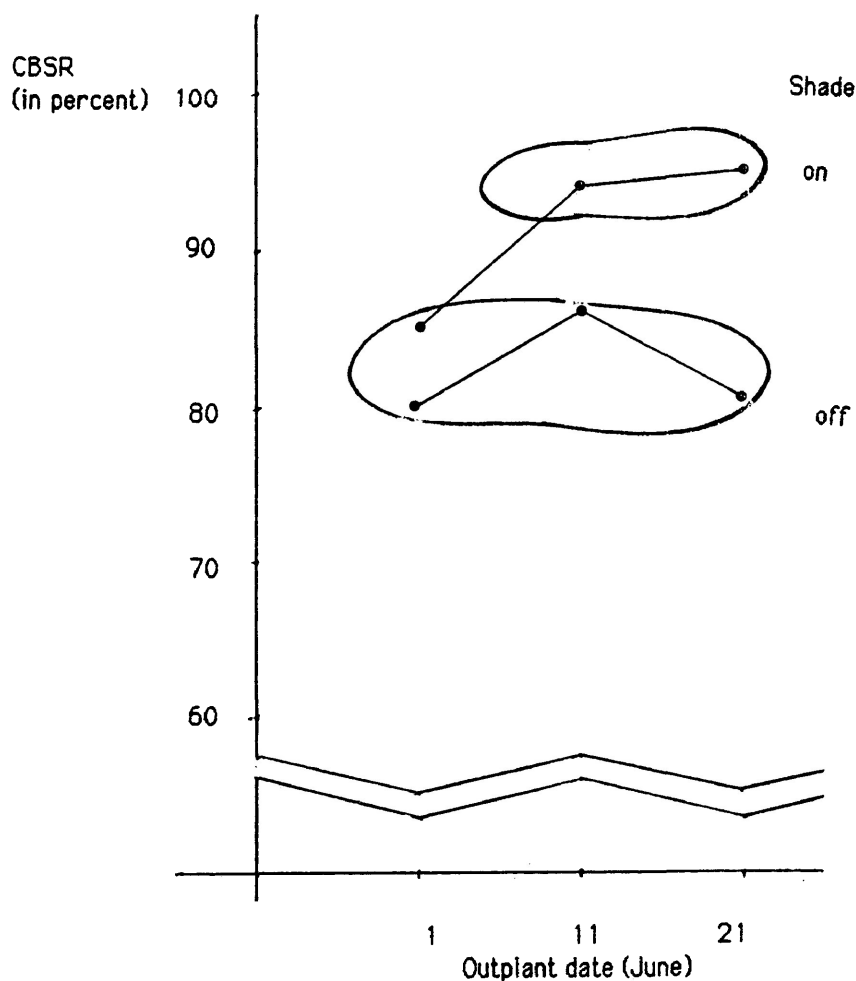 CBSR
(in percent)
100
90
80
70
60
Shade
on
off
1 11 21
Outplant date (June)